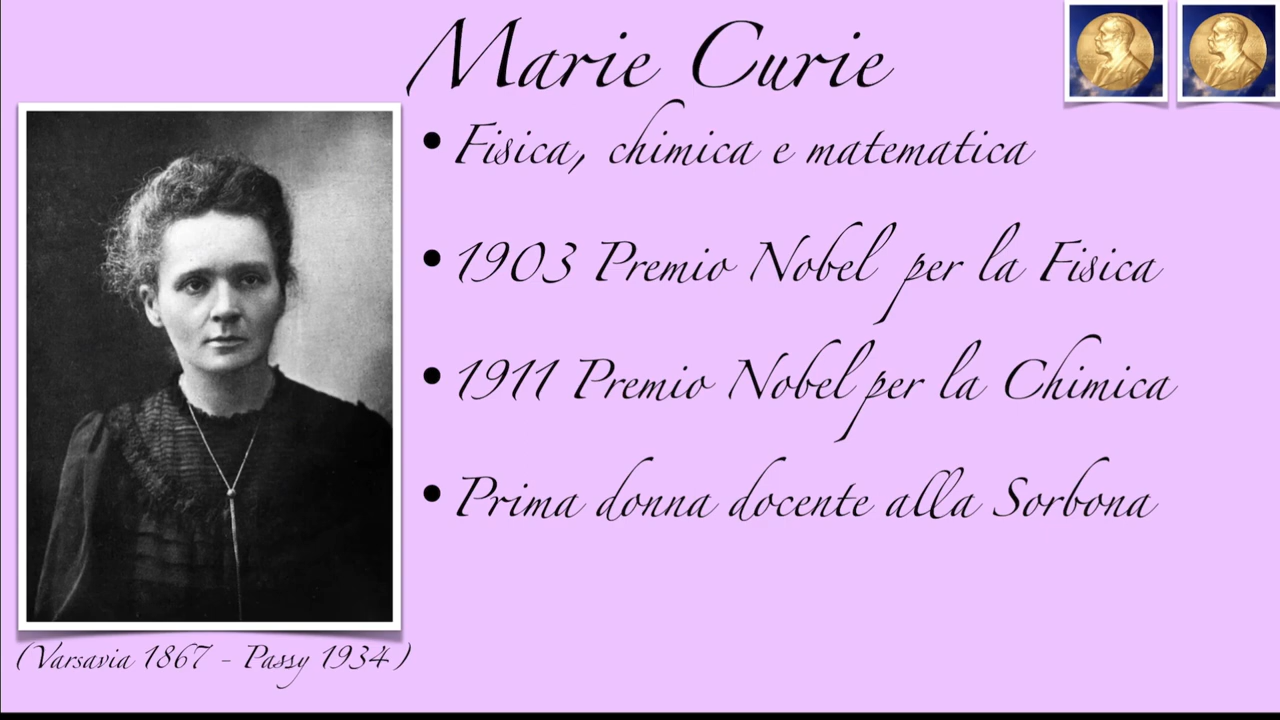 Marie Curie
• Fisica, chimica e matematica
• 1903 Premio Nobel per la Fisica
• 1911 Premio Nobel per la Chimica
• Prima donna docente alla Sorbona
(Varsavia 1867 - Passy 1934)